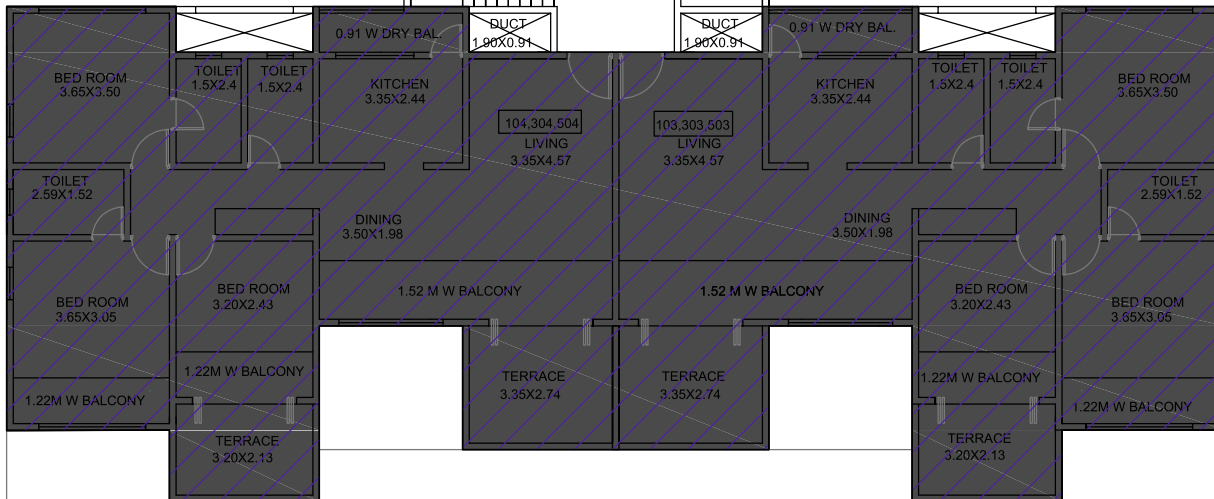 DUCT
1.90X0.91
DUCT
1.90X0.91
0.91 W DRY BAL.
0.91 W DRY BAL.
BED ROOM
3.65X3.50
TOILET
1.5X2.4
TOILET
1.5X2.4
KITCHEN
3.35X2.44
104,304,504
LIVING
3.35X4.57
103,303,503
LIVING
3.35X4.57
KITCHEN
3.35X2.44
TOILET
1.5X2.4
TOILET
1.5X2.4
BED ROOM
3.65X3.50
TOILET
2.59X1.52
DINING
3.50X1.98
DINING
3.50X1.98
TOILET
2.59X1.52
BED ROOM
3.65X3.05
BED ROOM
3.20X2.43
1.52 M W BALCONY
1.52 M W BALCONY
BED ROOM
3.20X2.43
BED ROOM
3.65X3.05
1.22M W BALCONY
1.22M W BALCONY
TERRACE
3.35X2.74
TERRACE
3.35X2.74
1.22M W BALCONY
1.22M W BALCONY
TERRACE
3.20X2.13
TERRACE
3.20X2.13